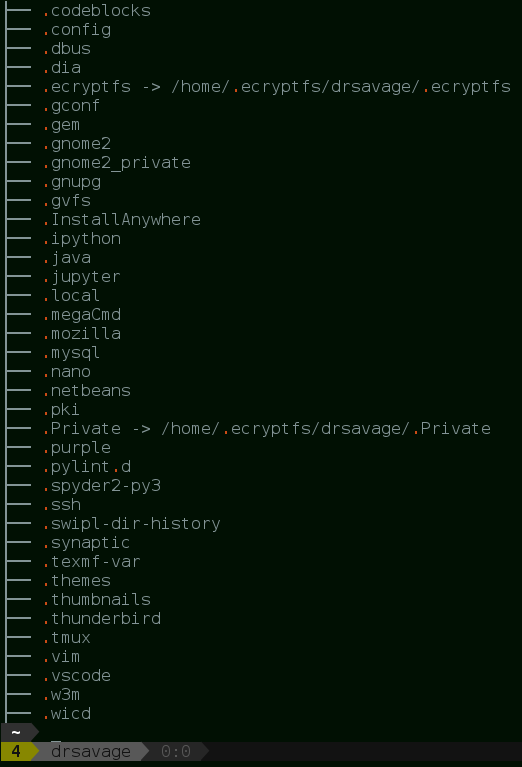 ├── .codeblocks
├── .config
├── .dbus
├── .dia
├── .ecryptfs -> /home/.ecryptfs/drsavage/.ecryptfs
├── .gconf
├── .gem
├── .gnome2
├── .gnome2_private
├── .gnupg
├── .gvfs
├── .InstallAnywhere
├── .ipython
├── .java
├── .jupyter
├── .local
├── .megaCmd
├── .mozilla
├── .mysql
├── .nano
├── .netbeans
├── .pki
├── .Private -> /home/.ecryptfs/drsavage/.Private
├── .purple
├── .pylint.d
├── .spyder2-py3
├── .ssh
├── .swipl-dir-history
├── .synaptic
├── .texmf-var
├── .themes
├── .thumbnails
├── .thunderbird
├── .tmux
├── .vim
├── .vscode
├── .w3m
├── .wicd
~
4 drsavage 0:0